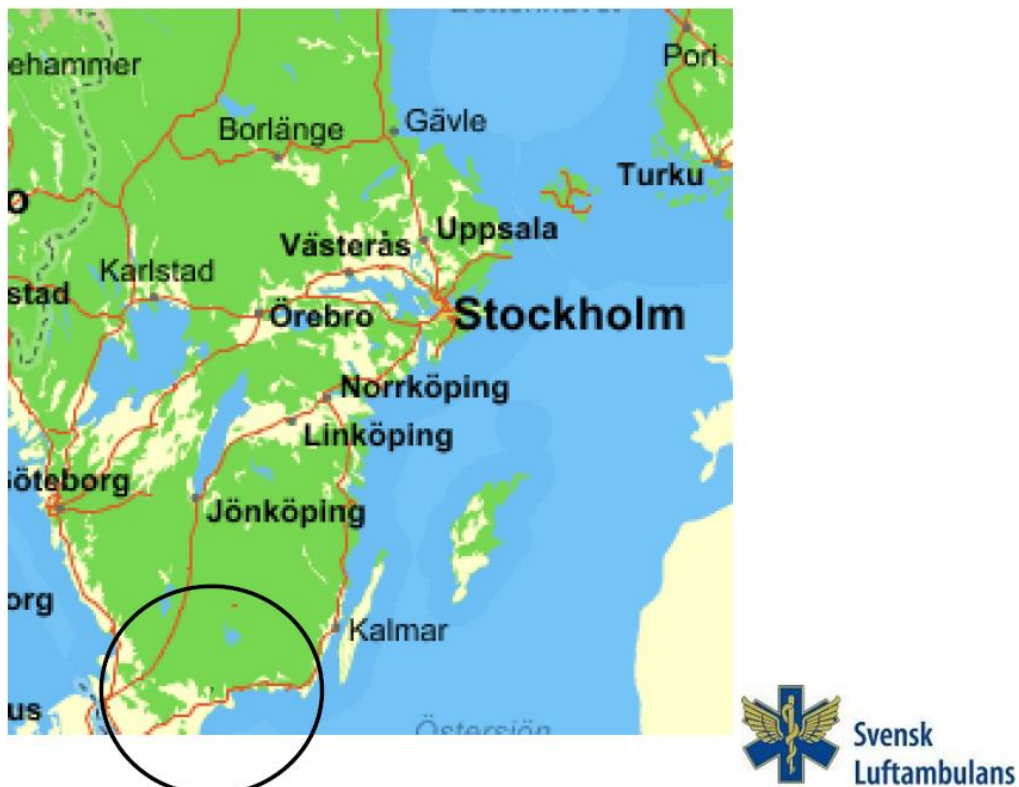 Pori
ehammer
Gävle
Borlänge
Turku
o
Uppsala
Västerås
Karlstad
stad
Örebro
Stockholm
Norrköping
Linköping
öteborg
Jönköping
org
Kalmar
us
Östersjön
Svensk
Luftambulans